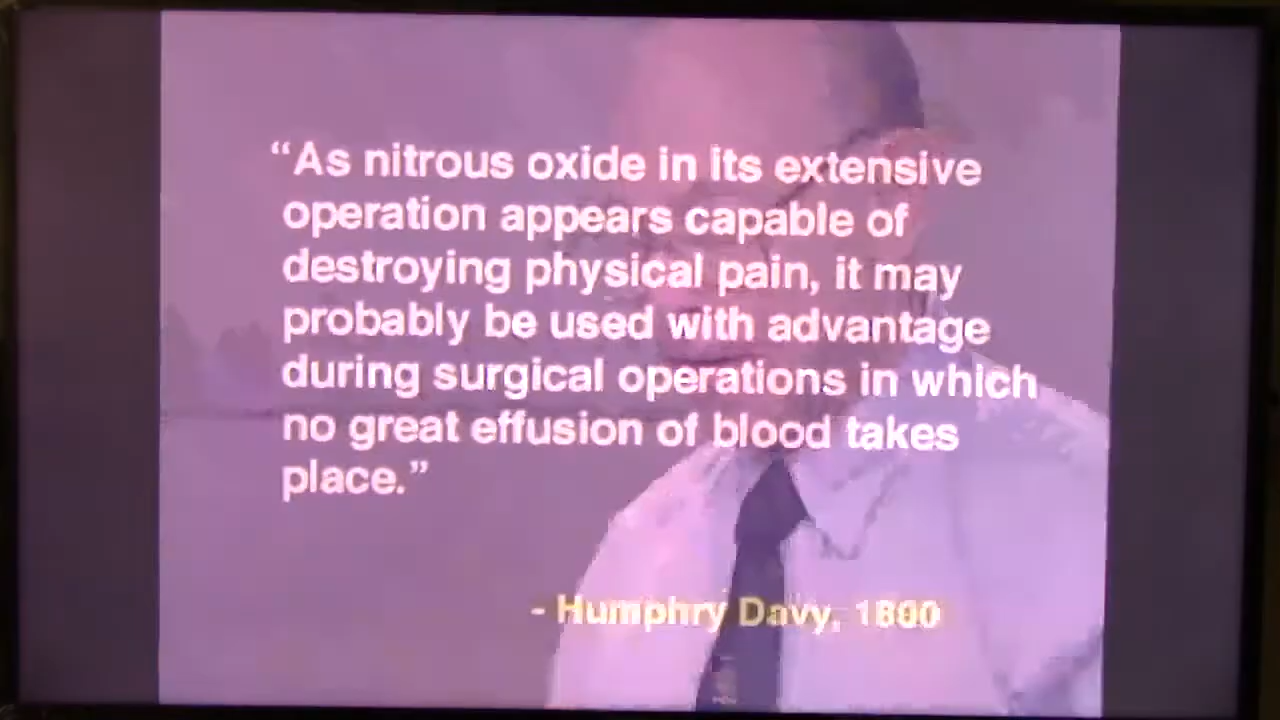 “As nitrous oxide in its extensive
operation appears capable of
destroying physical pain, it may
probably be used with advantage
during surgical operations in which
no great effusion of blood takes
place.”
- Humphry Davy, 1800